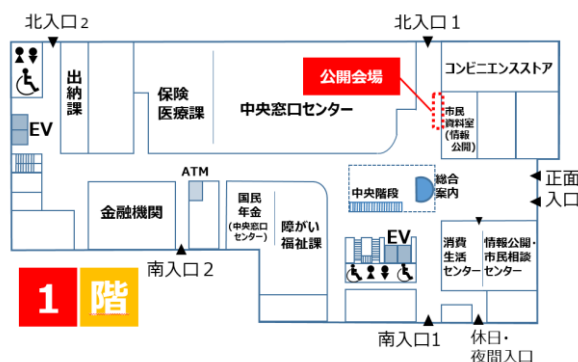 北入口2
北入口1
公開会場
コンビニエンスストア
出納課
保険
医療課
中央窓口センター
市民
資料室
(情報
公開)
EV
ATM
金融機関
国民
年金
(中央窓口
センター)
障がい
福祉課
中央階段
総合
案内
正面
入口
EV
消費
生活
センター
情報公開・
市民相談
センター
南入口2
1階
南入口1
休日・
夜間入口